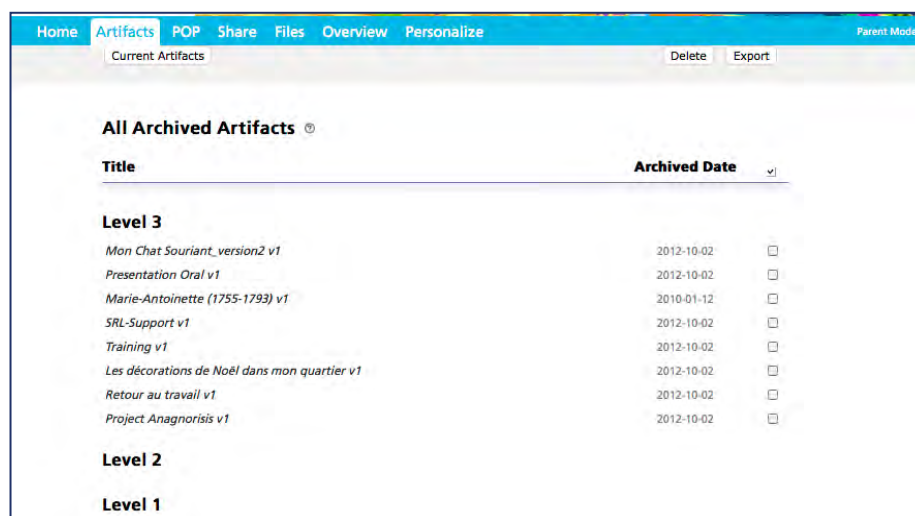 Home Artifacts POP Share Files Overview Personalize Parent Mode
Current Artifacts Delete Export
All Archived Artifacts ?
Title Archived Date
Level 3
Mon Chat Souriant_version2 v1 2012-10-02
Presentation Oral v1 2012-10-02
Marie-Antoinette (1755-1793) v1 2010-01-12
SRL-Support v1 2012-10-02
Training v1 2012-10-02
Les décorations de Noël dans mon quartier v1 2012-10-02
Retour au travail v1 2012-10-02
Project Anagnorisis v1 2012-10-02
Level 2
Level 1